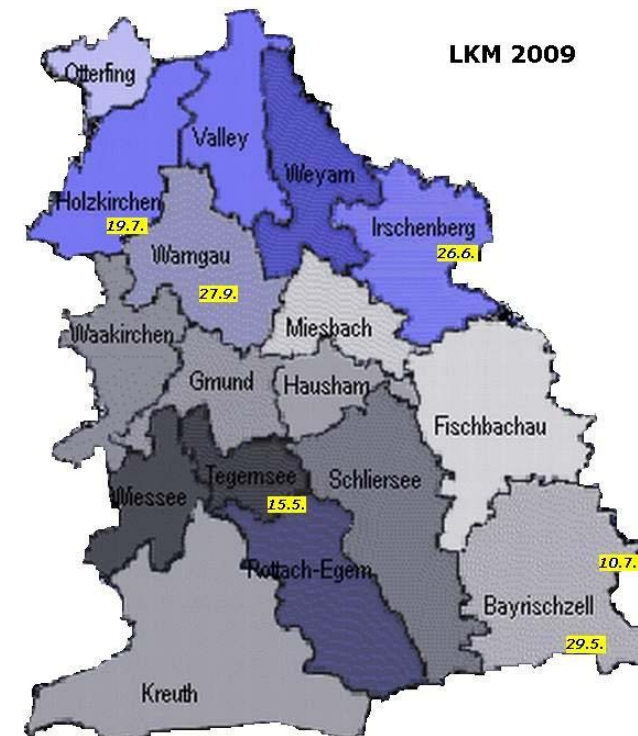 LKM 2009
Otterfing
Valley
Weyarn
Holzkirchen
19.7.
Irschenberg
26.6.
Warngau
27.9.
Waakirchen
Miesbach
Gmund
Hausham
Fischbachau
Wiessee
Tegernsee
15.5.
Schliersee
Rottach-Egern
10.7.
Bayrischzell
29.5.
Kreuth